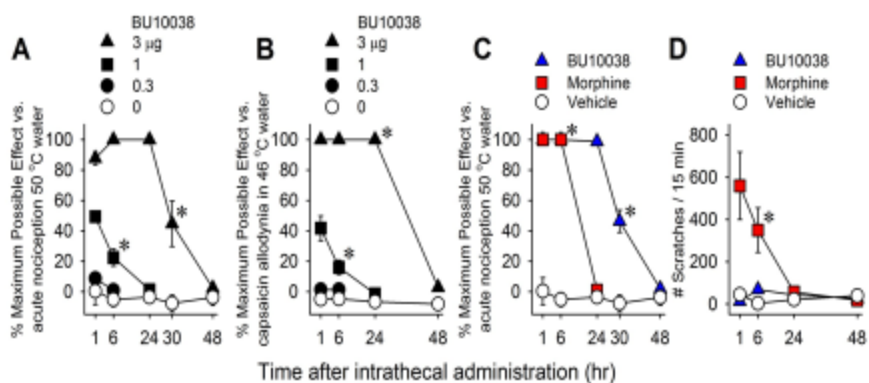 A
BU10038
3 µg
1
0.3
0
% Maximum Possible Effect vs.
acute nociception 50 °C water
100
80
60
40
20
0
*
*
1 6 24 30 48
B
BU10038
3 µg
1
0.3
0
% Maximum Possible Effect vs.
capsaicin allodynia in 46 °C water
100
80
60
40
20
0
*
*
1 6 24 48
C
BU10038
Morphine
Vehicle
% Maximum Possible Effect vs.
acute nociception 50 °C water
100
80
60
40
20
0
*
*
1 6 24 30 48
D
BU10038
Morphine
Vehicle
# Scratches / 15 min
800
600
400
200
0
*
1 6 24 48
Time after intrathecal administration (hr)